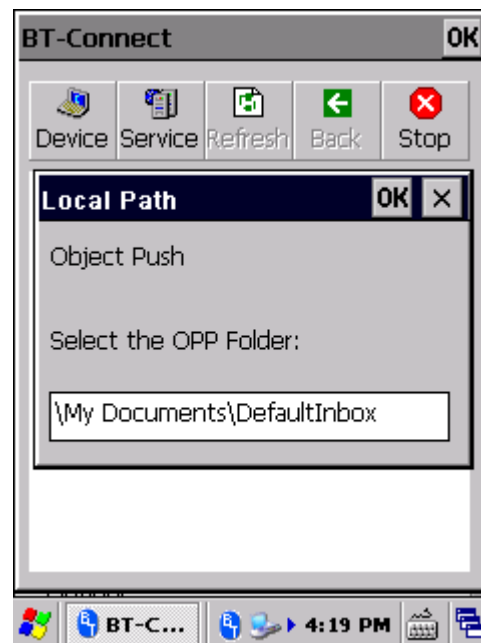 BT-Connect OK
Device Service Refresh Back Stop
Local Path OK
Object Push
Select the OPP Folder:
\My Documents\DefaultInbox
BT-C... 4:19 PM